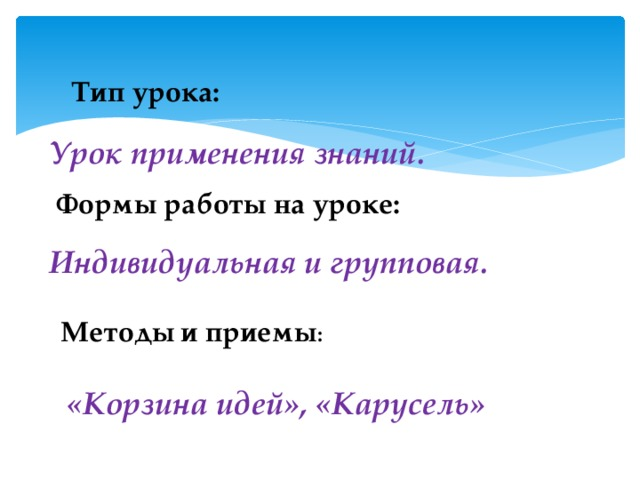 Тип урока:
Урок применения знаний.
Формы работы на уроке:
Индивидуальная и групповая.
Методы и приемы:
«Корзина идей», «Карусель»